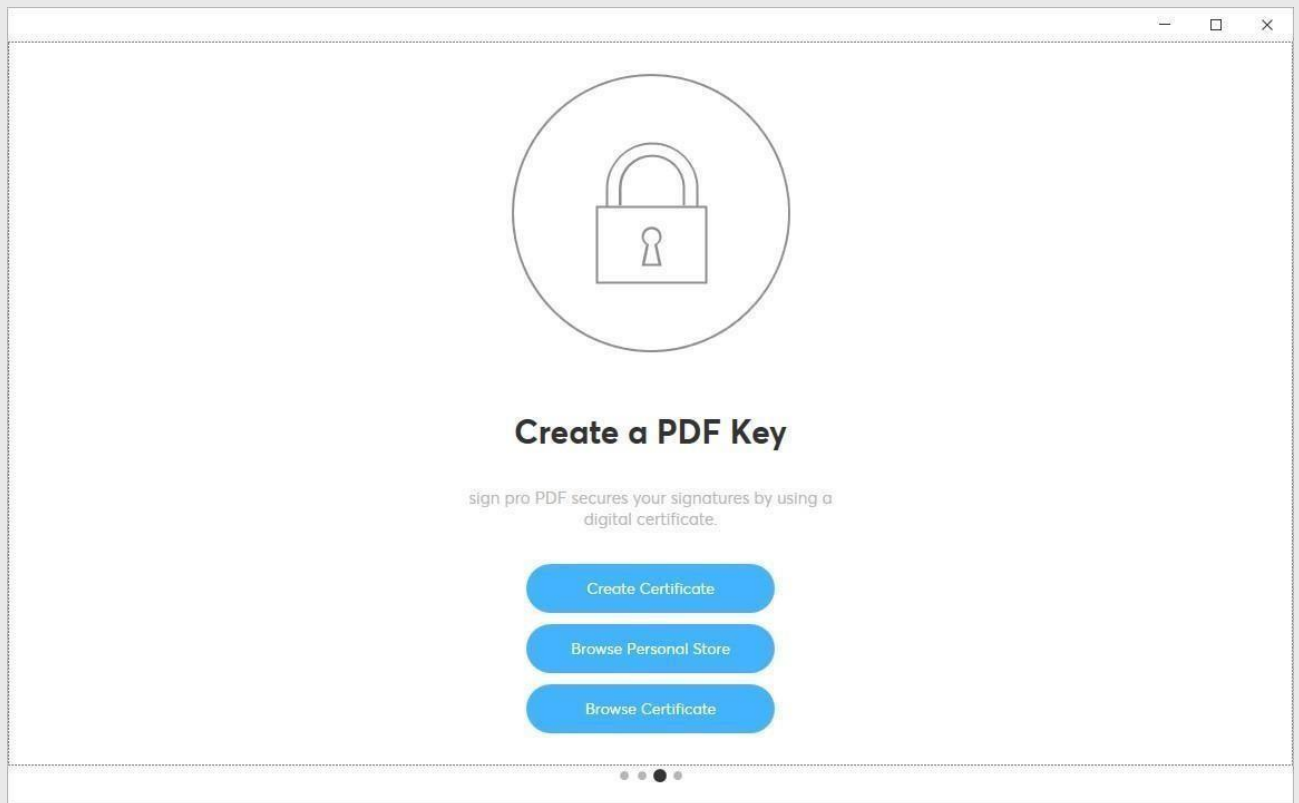 Create a PDF Key
sign pro PDF secures your signatures by using a
digital certificate.
Create Certificate
Browse Personal Store
Browse Certificate